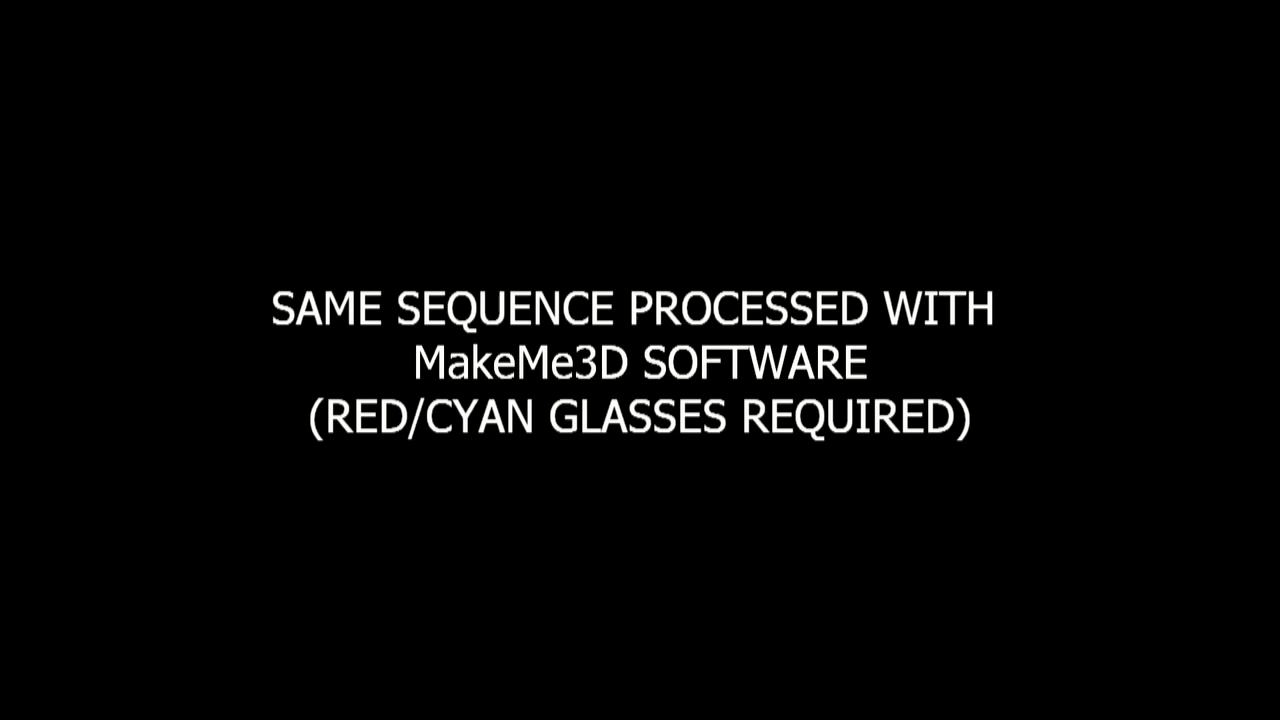 SAME SEQUENCE PROCESSED WITH
MakeMe3D SOFTWARE
(RED/CYAN GLASSES REQUIRED)